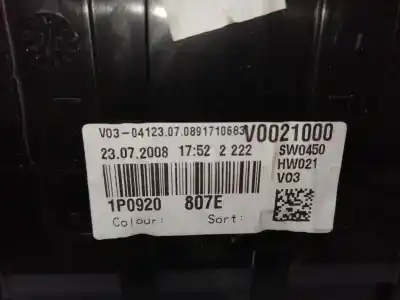 V03-04123.07.0891710683 V0021000
23.07.2008 17:52 2 222 SW0450
HW021
V03
1P0920 807E
Colour: Sort: